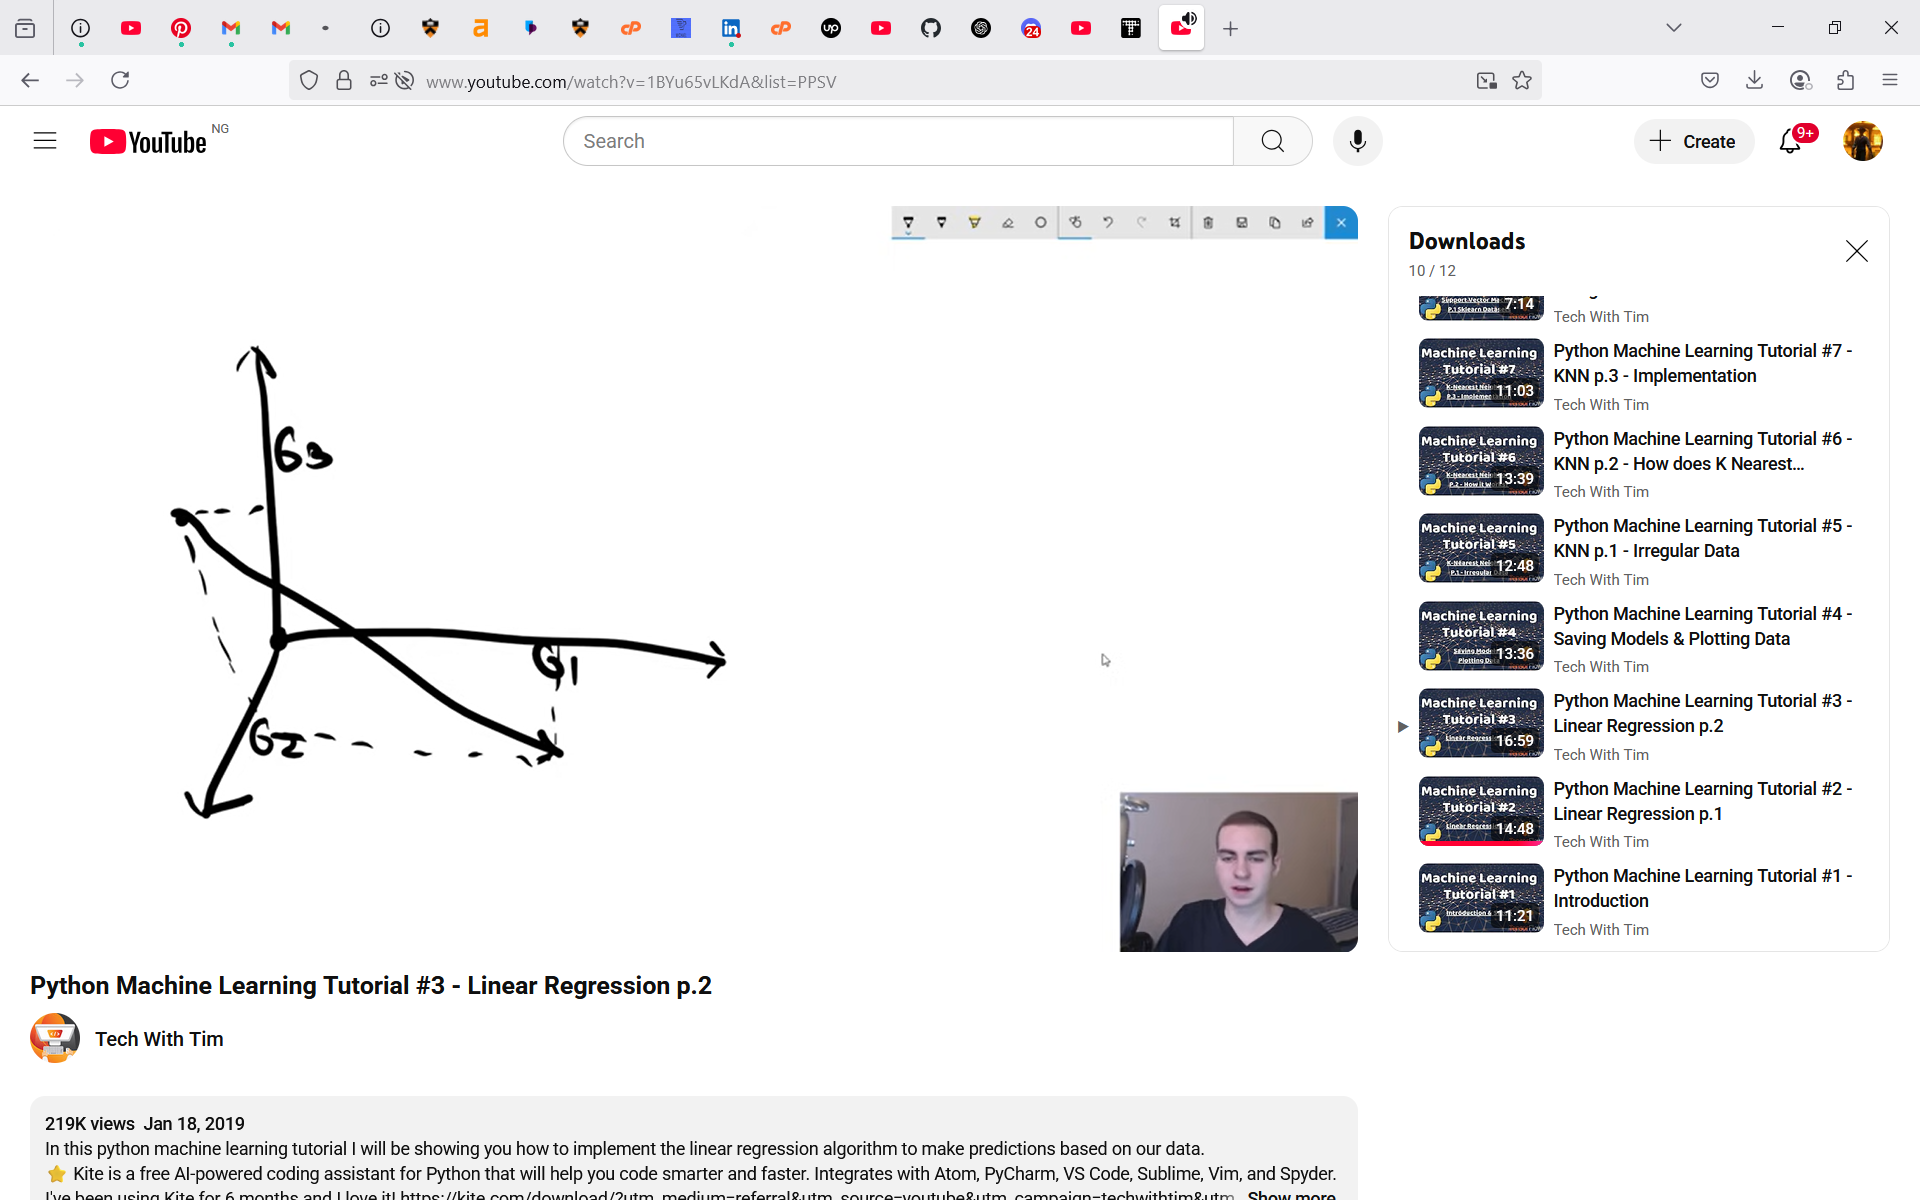 24
www.youtube.com/watch?v=1BYu65vLKdA&list=PPSV
YouTube NG
Search
Create
9+
G3
G1
G2
Downloads
10 / 12
7:14
Tech With Tim
Machine Learning
Tutorial #7
11:03
Python Machine Learning Tutorial #7 -
KNN p.3 - Implementation
Tech With Tim
Machine Learning
Tutorial #6
13:39
Python Machine Learning Tutorial #6 -
KNN p.2 - How does K Nearest...
Tech With Tim
Machine Learning
Tutorial #5
12:48
Python Machine Learning Tutorial #5 -
KNN p.1 - Irregular Data
Tech With Tim
Machine Learning
Tutorial #4
13:36
Python Machine Learning Tutorial #4 -
Saving Models & Plotting Data
Tech With Tim
Machine Learning
Tutorial #3
16:59
Python Machine Learning Tutorial #3 -
Linear Regression p.2
Tech With Tim
Machine Learning
Tutorial #2
14:48
Python Machine Learning Tutorial #2 -
Linear Regression p.1
Tech With Tim
Machine Learning
Tutorial #1
11:21
Python Machine Learning Tutorial #1 -
Introduction
Tech With Tim
Python Machine Learning Tutorial #3 - Linear Regression p.2
Tech With Tim
219K views Jan 18, 2019
In this python machine learning tutorial I will be showing you how to implement the linear regression algorithm to make predictions based on our data.
⭐ Kite is a free AI-powered coding assistant for Python that will help you code smarter and faster. Integrates with Atom, PyCharm, VS Code, Sublime, Vim, and Spyder.
I've been using Kite for 6 months and I love it! https://kite.com/download/?utm_medium=referral&utm_source=youtube&utm_campaign=techwithtim&utm Show more